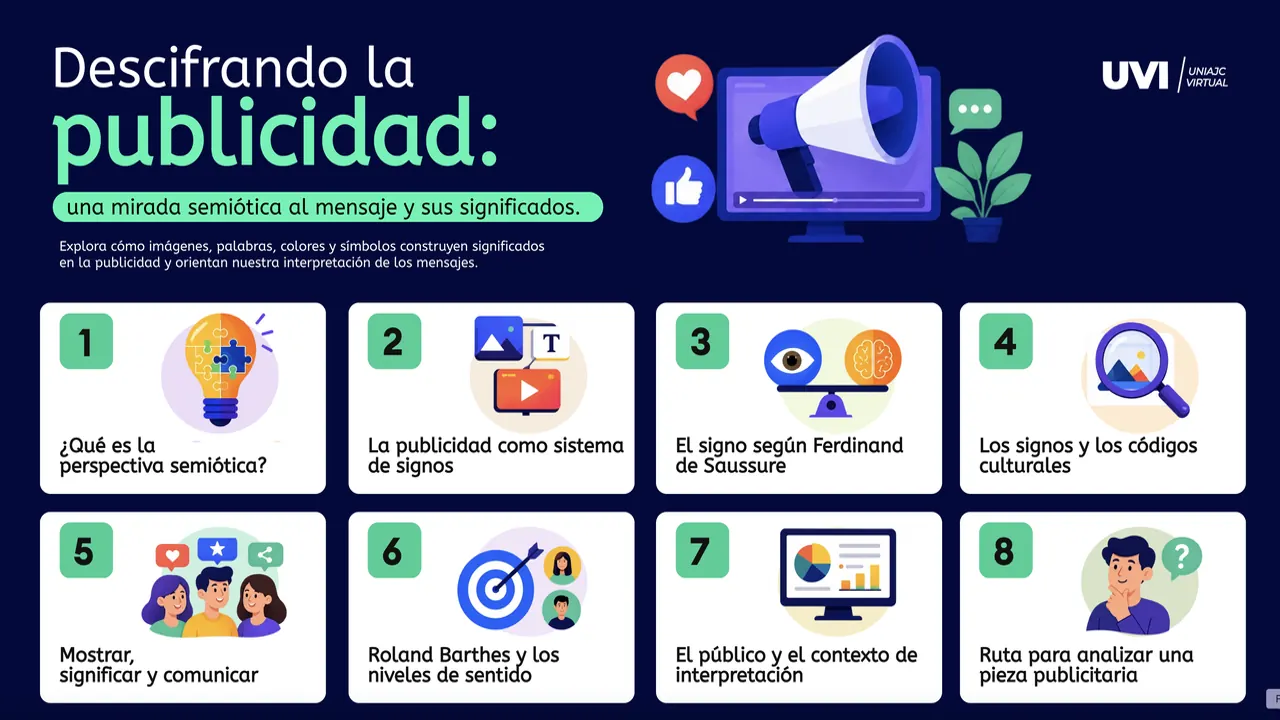 Descifrando la
publicidad:
una mirada semiótica al mensaje y sus significados.
Explora cómo imágenes, palabras, colores y símbolos construyen significados
en la publicidad y orientan nuestra interpretación de los mensajes.
UVI UNIAJC
VIRTUAL
T
1
¿Qué es la
perspectiva semiótica?
2
La publicidad como sistema
de signos
3
El signo según Ferdinand
de Saussure
4
Los signos y los códigos
culturales
5
Mostrar,
significar y comunicar
6
Roland Barthes y los
niveles de sentido
7
El público y el contexto de
interpretación
8
?
Ruta para analizar una
pieza publicitaria